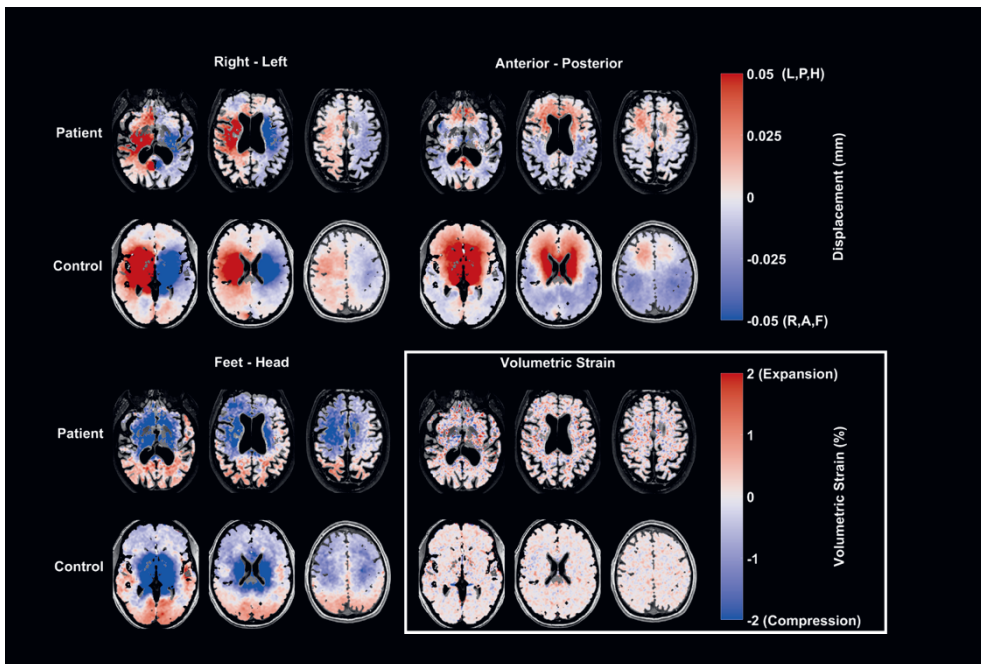 Right - Left
Anterior - Posterior
0.05 (L,P,H)
Patient
0.025
0
Displacement (mm)
Control
-0.025
-0.05 (R,A,F)
Feet - Head
Volumetric Strain
2 (Expansion)
Patient
1
0
Volumetric Strain (%)
Control
-1
-2 (Compression)